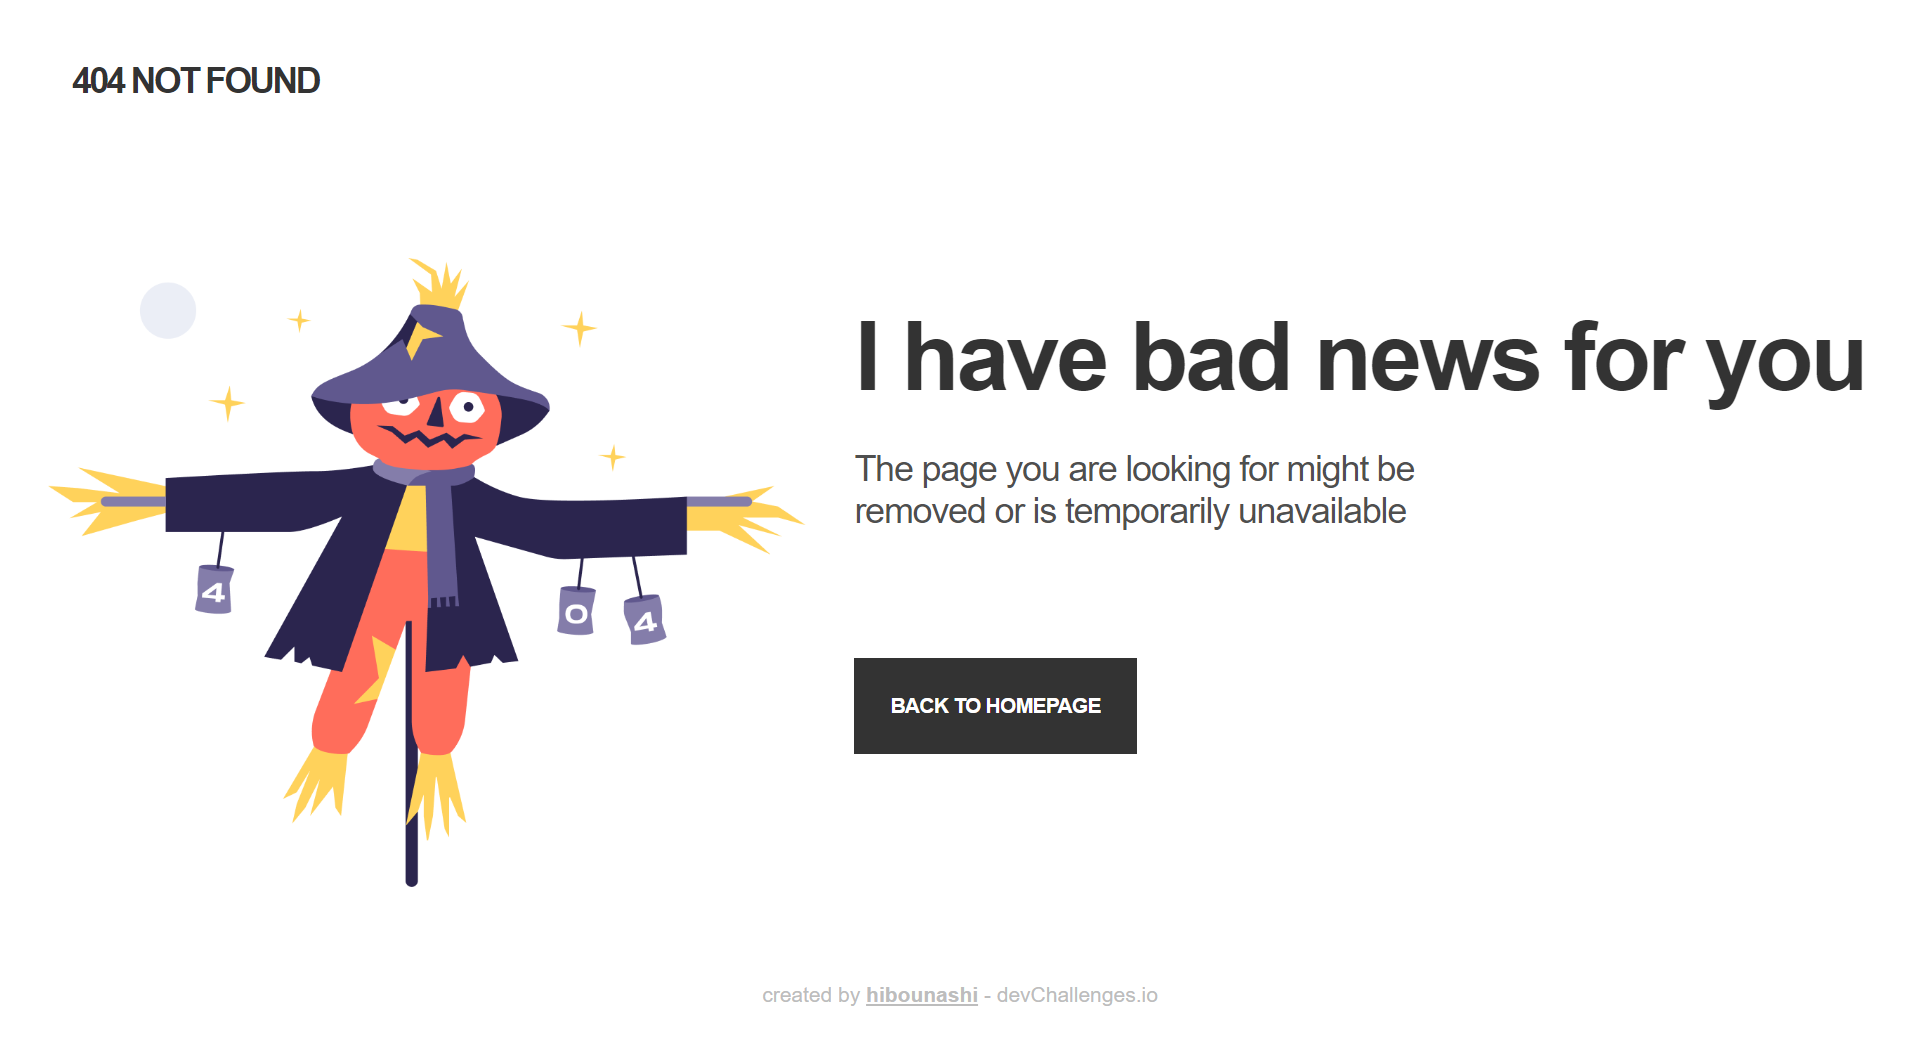 404 NOT FOUND
4
0
4
I have bad news for you
The page you are looking for might be
removed or is temporarily unavailable
BACK TO HOMEPAGE
created by hibounashi - devChallenges.io